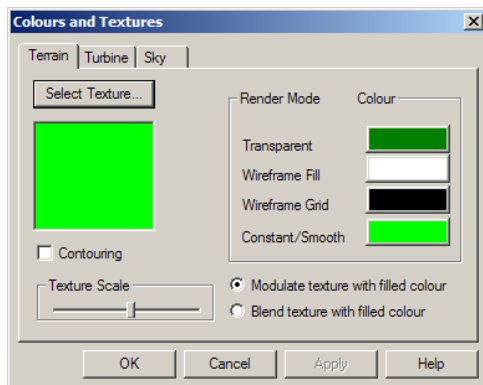 Colours and Textures
Terrain Turbine Sky
Select Texture...
Render Mode Colour
Transparent
Wireframe Fill
Wireframe Grid
Constant/Smooth
Contouring
Texture Scale
Modulate texture with filled colour
Blend texture with filled colour
OK Cancel Apply Help